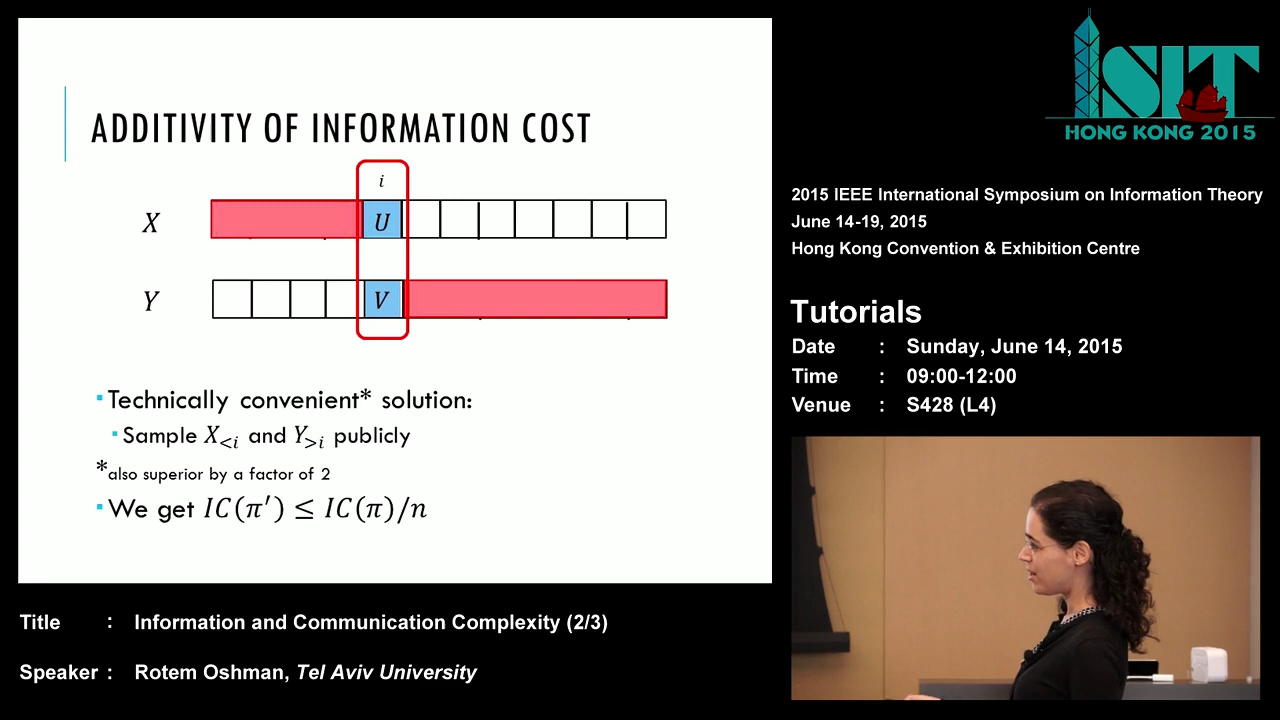 ADDITIVITY OF INFORMATION COST
i
X
U
Y
V
Technically convenient* solution:
Sample X<i and Y>i publicly
*also superior by a factor of 2
We get IC(π′) ≤ IC(π)/n
ISIT
HONG KONG 2015
2015 IEEE International Symposium on Information Theory
June 14-19, 2015
Hong Kong Convention & Exhibition Centre
Tutorials
Date : Sunday, June 14, 2015
Time : 09:00-12:00
Venue : S428 (L4)
Title : Information and Communication Complexity (2/3)
Speaker : Rotem Oshman, Tel Aviv University